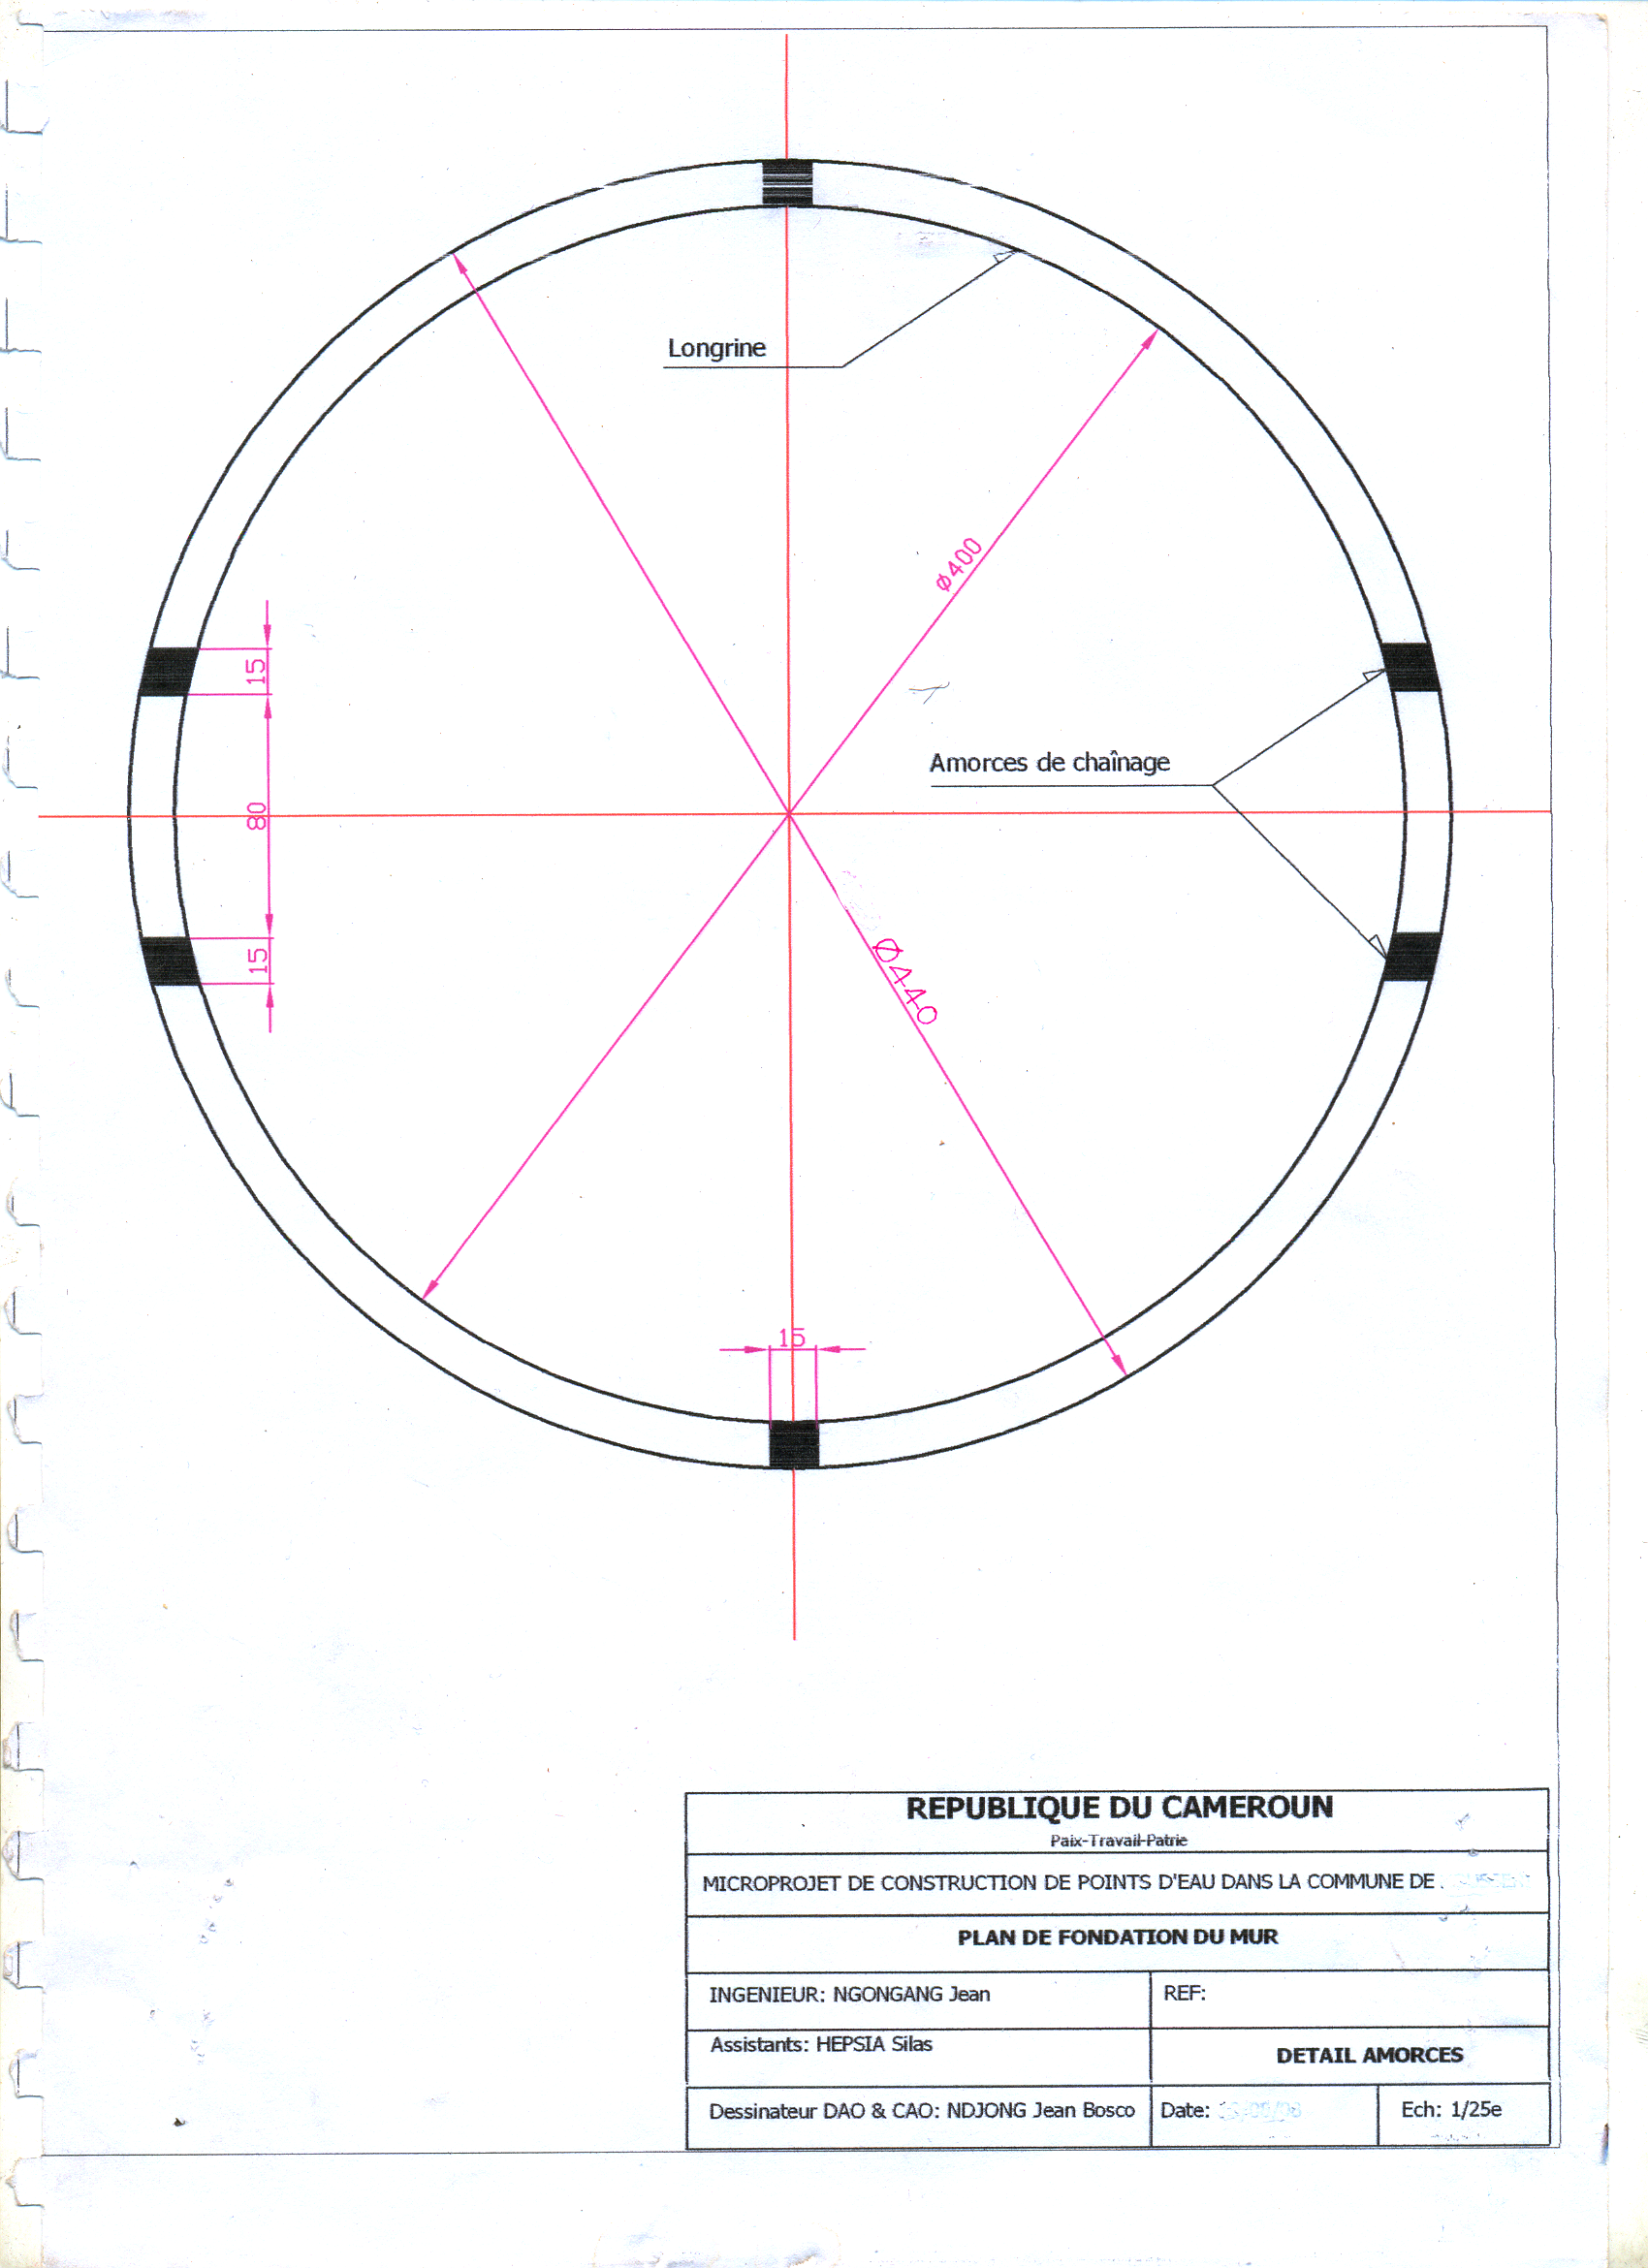 Longrine
ø400
15
Amorces de chaînage
80
Ø440
15
15
REPUBLIQUE DU CAMEROUN
Paix-Travail-Patrie
MICROPROJET DE CONSTRUCTION DE POINTS D'EAU DANS LA COMMUNE DE .
PLAN DE FONDATION DU MUR
INGENIEUR: NGONGANG Jean
REF:
Assistants: HEPSIA Silas
DETAIL AMORCES
Dessinateur DAO & CAO: NDJONG Jean Bosco
Date:
Ech: 1/25e